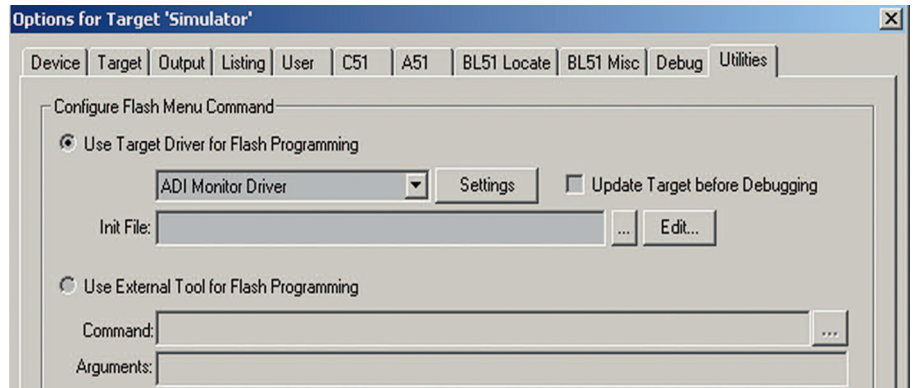 Options for Target 'Simulator'
Device Target Output Listing User C51 A51 BL51 Locate BL51 Misc Debug Utilities
Configure Flash Menu Command
Use Target Driver for Flash Programming
ADI Monitor Driver Settings Update Target before Debugging
Init File: ... Edit...
Use External Tool for Flash Programming
Command: ...
Arguments: